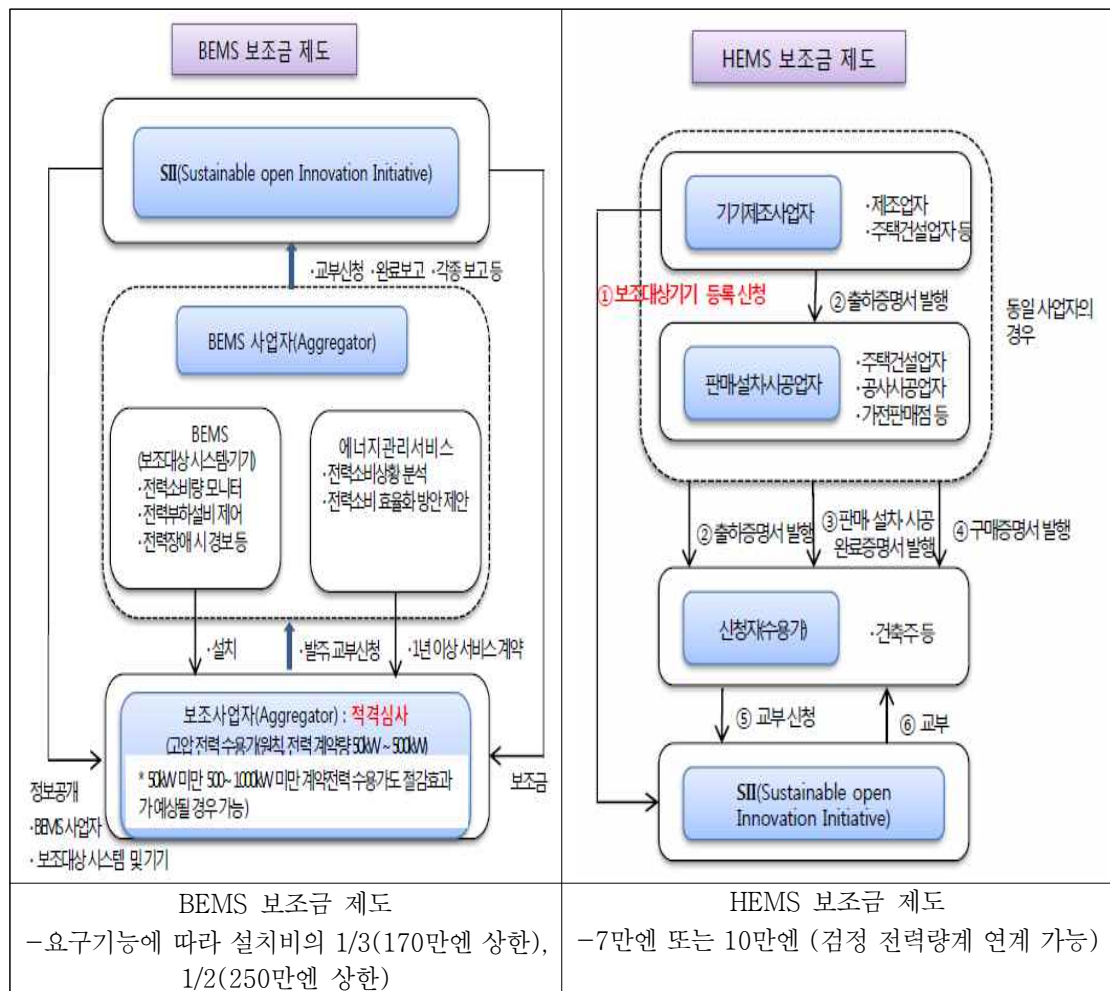 BEMS 보조금 제도
SII(Sustainable open Innovation Initiative)
·교부신청 ·완료보고 ·각종 보고 등
BEMS 사업자(Aggregator)
BEMS
(보조대상 시스템·기기)
·전력소비량 모니터
·전력부하설비 제어
·전력장애 시 경보 등
에너지관리서비스
·전력소비상황 분석
·전력소비 효율화 방안 제안
·설치
·발주, 교부신청
·1년 이상 서비스 계약
보조사업자(Aggregator) : 적격심사
(고압 전력 수용가(원칙, 전력 계약량 50kW ~ 500kW)
* 50kW 미만 500~ 1000kW 미만 계약전력 수용가도 절감효과
가 예상될 경우 가능)
정보공개
·BEMS 사업자
· 보조대상 시스템 및 기기
보조금
HEMS 보조금 제도
기기제조사업자
·제조업자
·주택건설업자 등
① 보조대상기기 등록 신청
② 출하증명서 발행
동일 사업자의
경우
판매·설차·시공업자
·주택건설업자
·공사시공업자
·가전판매점 등
② 출하증명서 발행
③ 판매· 설차· 시공
완료증명서 발행
④ 구매증명서 발행
신청자(수용가)
·건축주 등
⑤ 교부 신청
⑥ 교부
SII(Sustainable open
Innovation Initiative)
BEMS 보조금 제도
-요구기능에 따라 설치비의 1/3(170만엔 상한),
1/2(250만엔 상한)
HEMS 보조금 제도
-7만엔 또는 10만엔 (검정 전력량계 연계 가능)